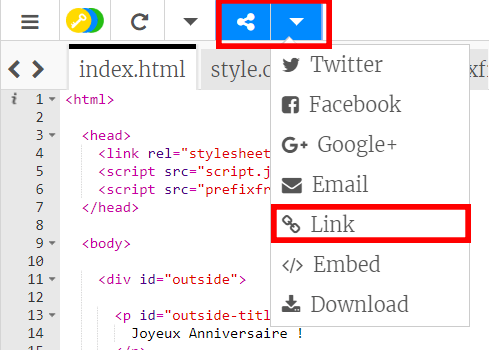 index.html style.c
Twitter
Facebook
Google+
Email
Link
Embed
Download
i 1 <html>
2
3 <head>
4 <link rel="stylesheet
5 <script src="script.j
6 <script src="prefixfr
7 </head>
8
9 <body>
10
11 <div id="outside">
12
13 <p id="outside-titl
14 Joyeux Anniversaire !